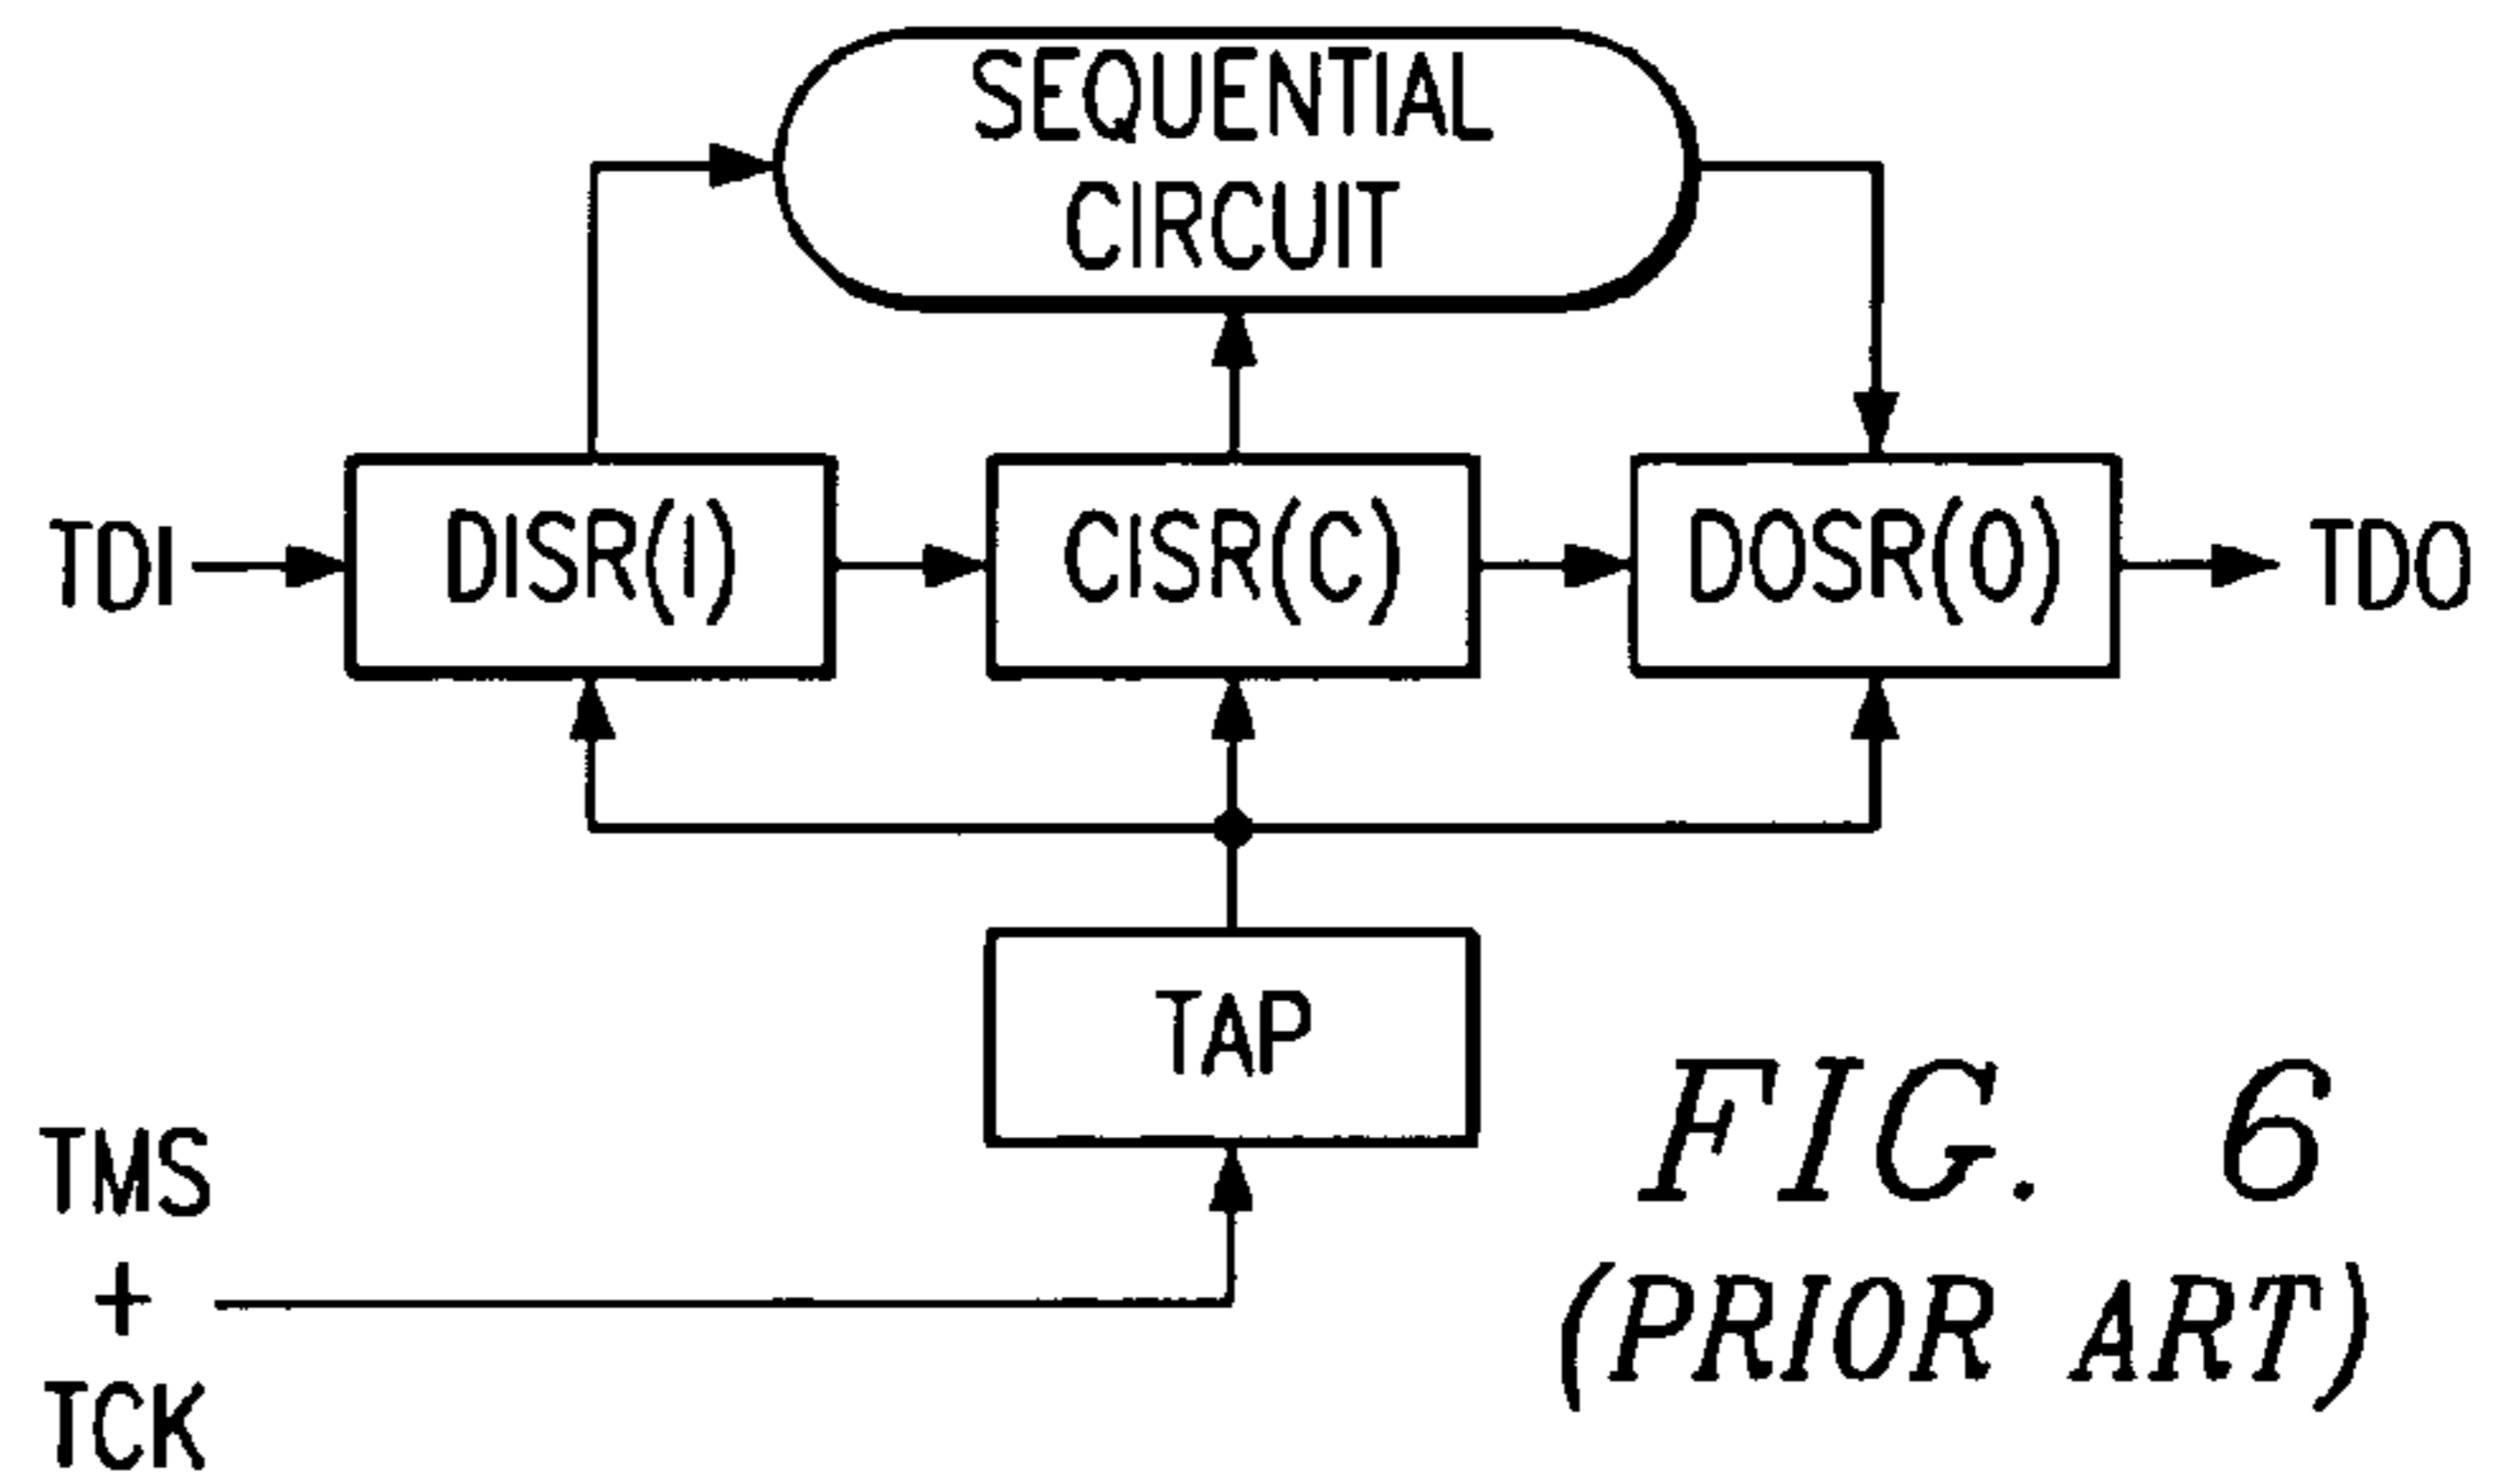 SEQUENTIAL
CIRCUIT
TDI
DISR(I)
CISR(C)
DOSR(O)
TDO
TAP
TMS
+
TCK
FIG. 6
(PRIOR ART)